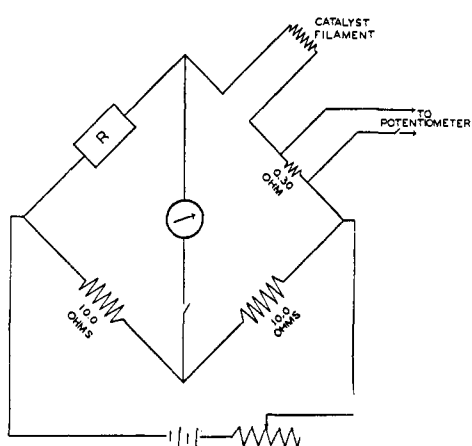 CATALYST
FILAMENT
TO
POTENTIOMETER
R
0.30
OHM
10.0
OHMS
10.0
OHMS